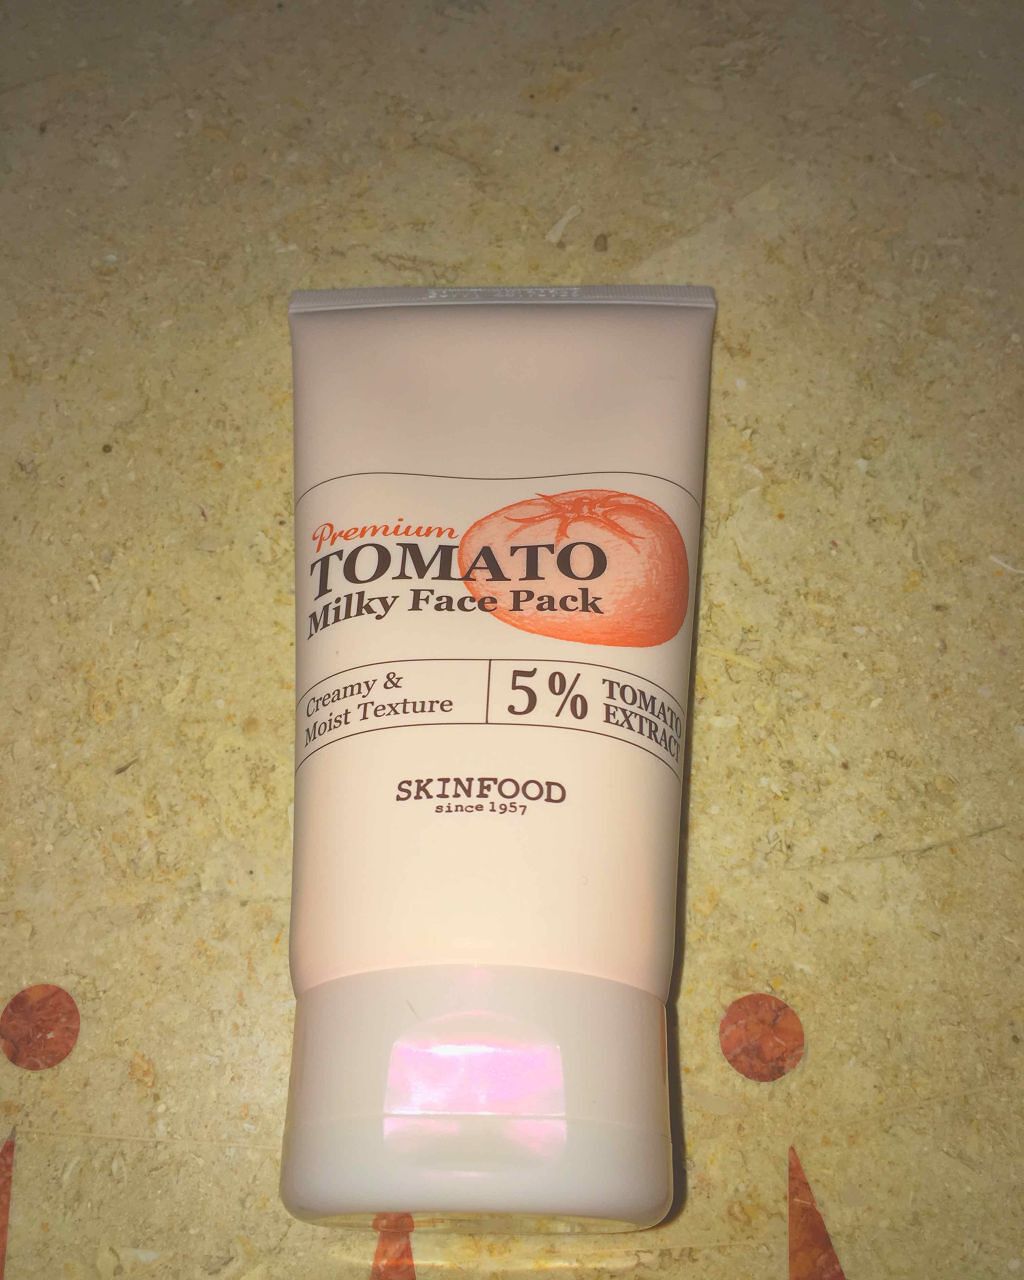 Premium
TOMATO
Milky Face Pack
Creamy &
Moist Texture
5%
TOMATO
EXTRACT
SKINFOOD
since 1957